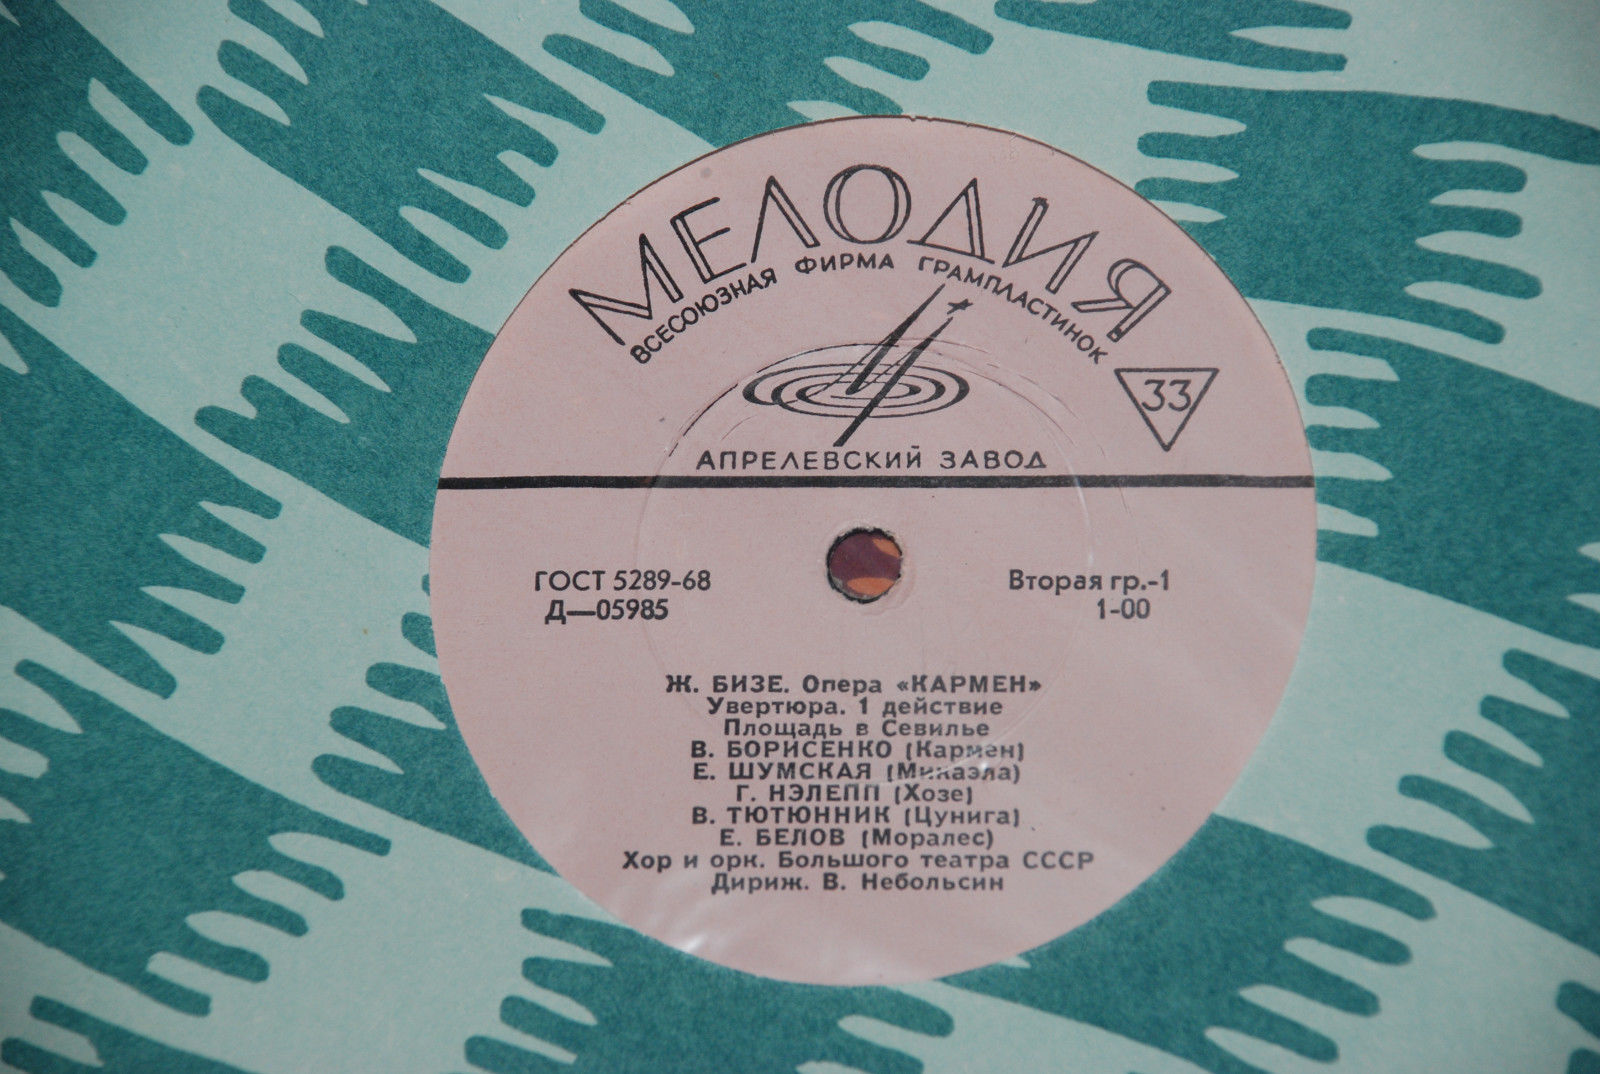 МЕЛОДИЯ
ВСЕСОЮЗНАЯ ФИРМА ГРАМПЛАСТИНОК
33
АПРЕЛЕВСКИЙ ЗАВОД
ГОСТ 5289-68
Д—05985
Вторая гр.-1
1-00
Ж. БИЗЕ. Опера «КАРМЕН»
Увертюра. 1 действие
Площадь в Севилье
В. БОРИСЕНКО (Кармен)
Е. ШУМСКАЯ (Микаэла)
Г. НЭЛЕПП (Хозе)
В. ТЮТЮННИК (Цунига)
Е. БЕЛОВ (Моралес)
Хор и орк. Большого театра СССР
Дириж. В. Небольсин